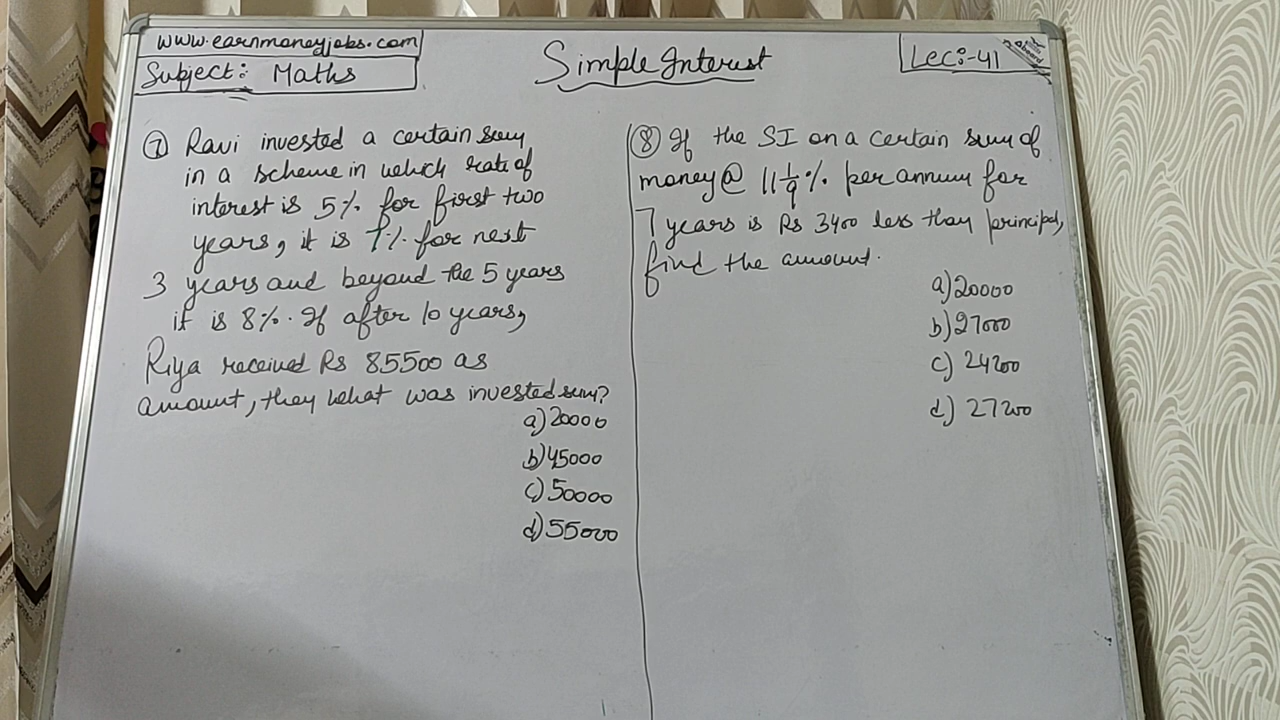 www.earnmoneyjobs.com
Subject: Maths
Simple Interest
Lec:-41
⑦ Ravi invested a certain sum
in a scheme in which rate of
interest is 5% for first two
years, it is 7% for next
3 years and beyond the 5 years
it is 8%. If after 10 years,
Riya received Rs 85500 as
amount, then what was invested sum?
a) 20000
b) 45000
c) 50000
d) 55000
⑧ If the SI on a certain sum of
money @ 11 1/9 % per annum for
7 years is Rs 3400 less than principal,
find the amount.
a) 20000
b) 27000
c) 24200
d) 27200